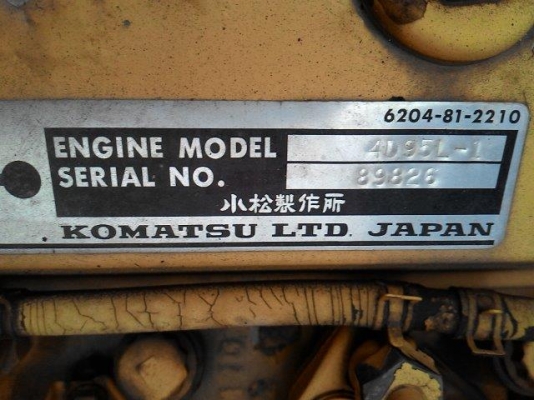 6204-81-2210
ENGINE MODEL 4D95L-1
SERIAL NO. 89826
小松製作所
KOMATSU LTD. JAPAN